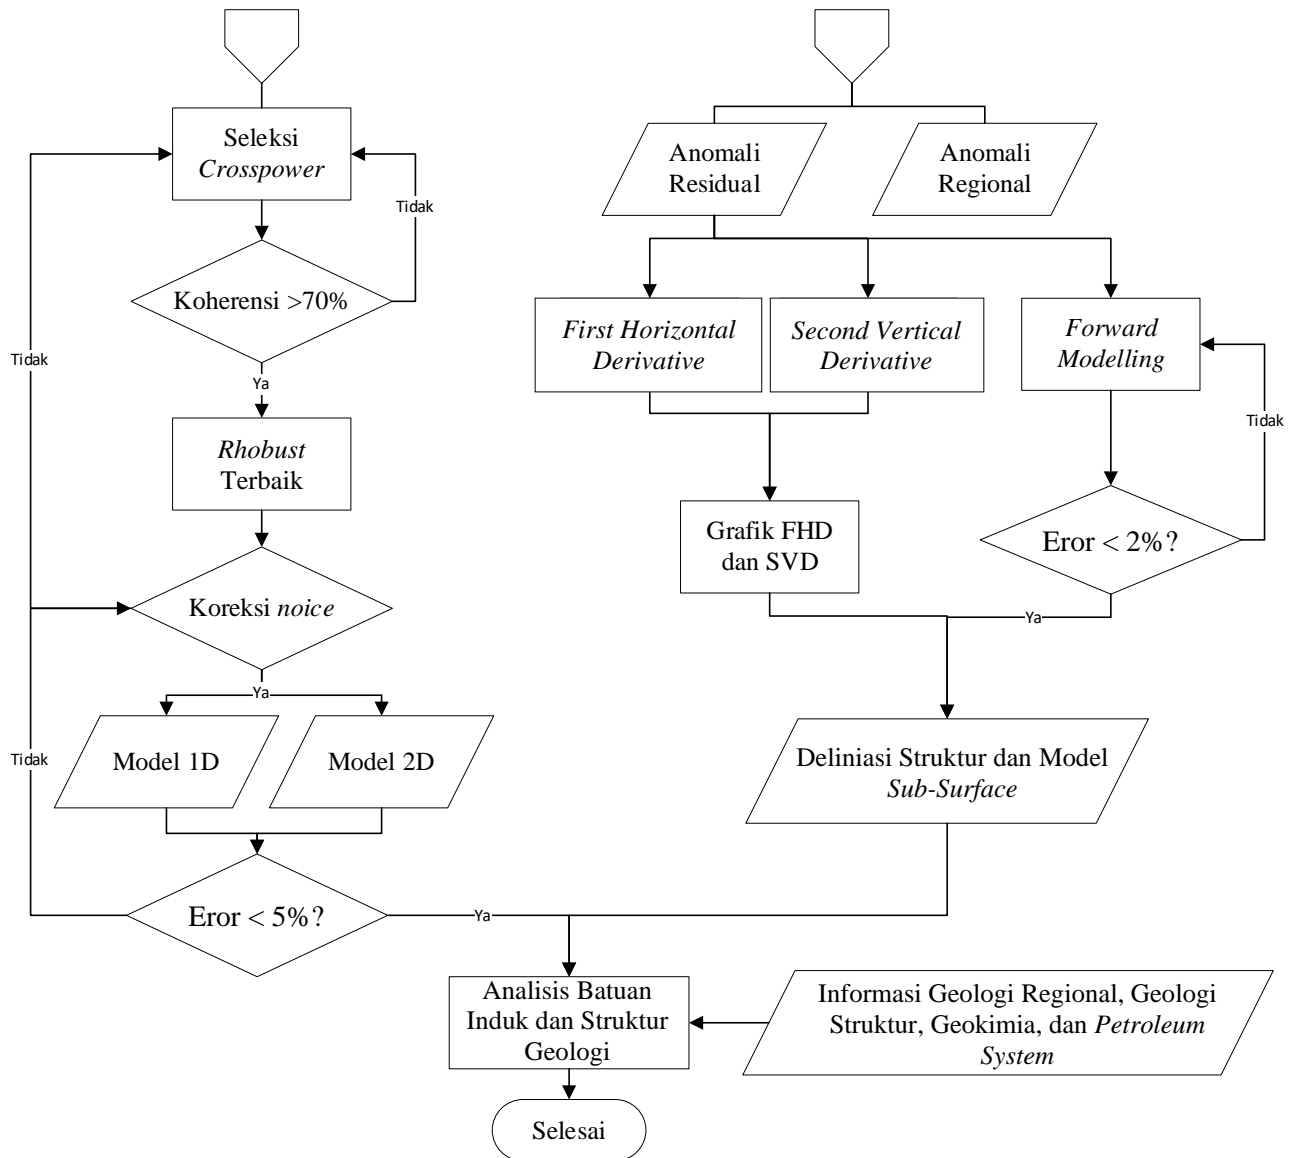 Seleksi
Crosspower
Tidak
Koherensi >70%
Tidak
Ya
Rhobust
Terbaik
Koreksi noice
Ya
Model 1D
Model 2D
Tidak
Eror < 5%?
Ya
Anomali
Residual
Anomali
Regional
First Horizontal
Derivative
Second Vertical
Derivative
Forward
Modelling
Tidak
Grafik FHD
dan SVD
Eror < 2%?
Ya
Deliniasi Struktur dan Model
Sub-Surface
Analisis Batuan
Induk dan Struktur
Geologi
Informasi Geologi Regional, Geologi
Struktur, Geokimia, dan Petroleum
System
Selesai